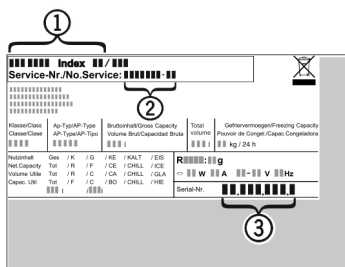 1
Index /
Service-Nr./No.Service: -
2
Klasse/Class Ap-Typ/AP-Type Bruttoinhalt/Gross Capacity Total Gefriervermoegen/Freezing Capacity
Classe/Class AP-Type/AP-Tipo Volume Brut/Capacidad Bruta volume Pouvoir de Congel./Capac.Congeladora
l l kg / 24 h
Nutzinhalt Ges / K / G / KE / KALT / EIS
Net.Capacity Tot / R / F / CE / CHILL / ICE
Volume Utile Tot / R / C / CA / CHILL / GLA
Capac. Util Tot / F / C / BO / CHILL / HIE
l / l
R : g
W A - V Hz
Serial-Nr. . . .
3